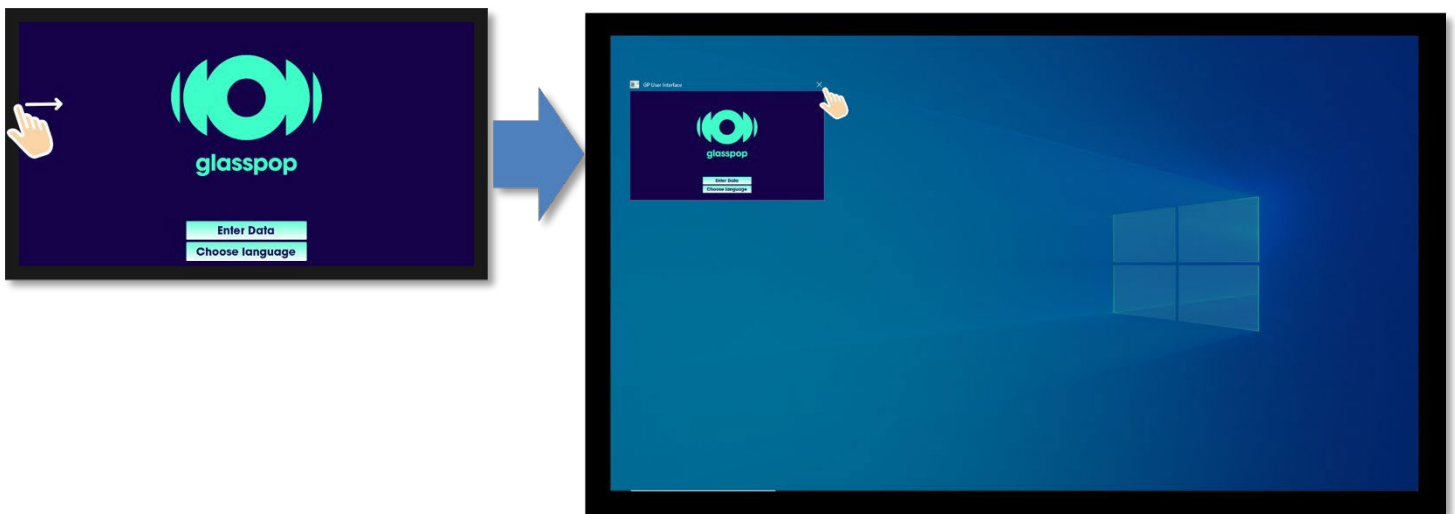 glasspop
Enter Data
Choose language
GP User Interface
glasspop
Enter Data
Choose language